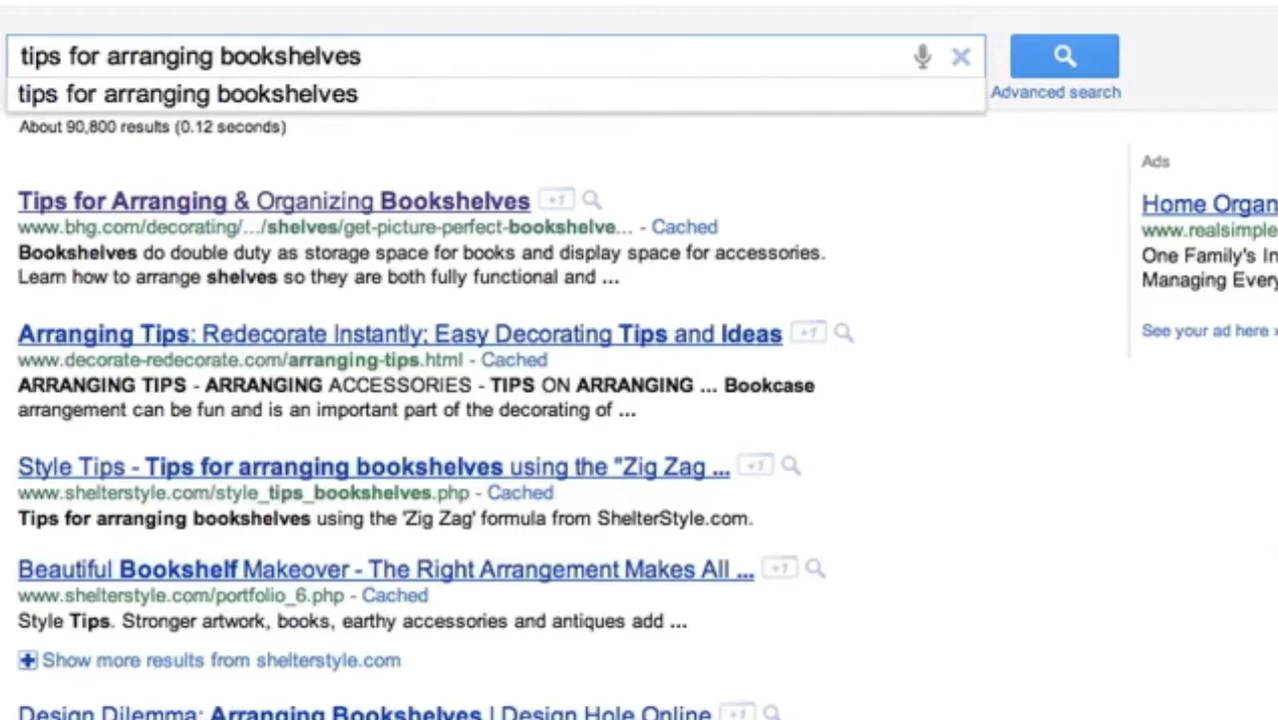 tips for arranging bookshelves
tips for arranging bookshelves
Advanced search
About 90,800 results (0.12 seconds)
Tips for Arranging & Organizing Bookshelves +1
www.bhg.com/decorating/.../shelves/get-picture-perfect-bookshelve... - Cached
Bookshelves do double duty as storage space for books and display space for accessories.
Learn how to arrange shelves so they are both fully functional and ...
Arranging Tips: Redecorate Instantly; Easy Decorating Tips and Ideas +1
www.decorate-redecorate.com/arranging-tips.html - Cached
ARRANGING TIPS - ARRANGING ACCESSORIES - TIPS ON ARRANGING ... Bookcase
arrangement can be fun and is an important part of the decorating of ...
Style Tips - Tips for arranging bookshelves using the "Zig Zag ... +1
www.shelterstyle.com/style_tips_bookshelves.php - Cached
Tips for arranging bookshelves using the 'Zig Zag' formula from ShelterStyle.com.
Beautiful Bookshelf Makeover - The Right Arrangement Makes All ... +1
www.shelterstyle.com/portfolio_6.php - Cached
Style Tips. Stronger artwork, books, earthy accessories and antiques add ...
Show more results from shelterstyle.com
Design Dilemma: Arranging Bookshelves | Design Hole Online +1
Ads
Home Organ
www.realsimple
One Family's In
Managing Every
See your ad here »